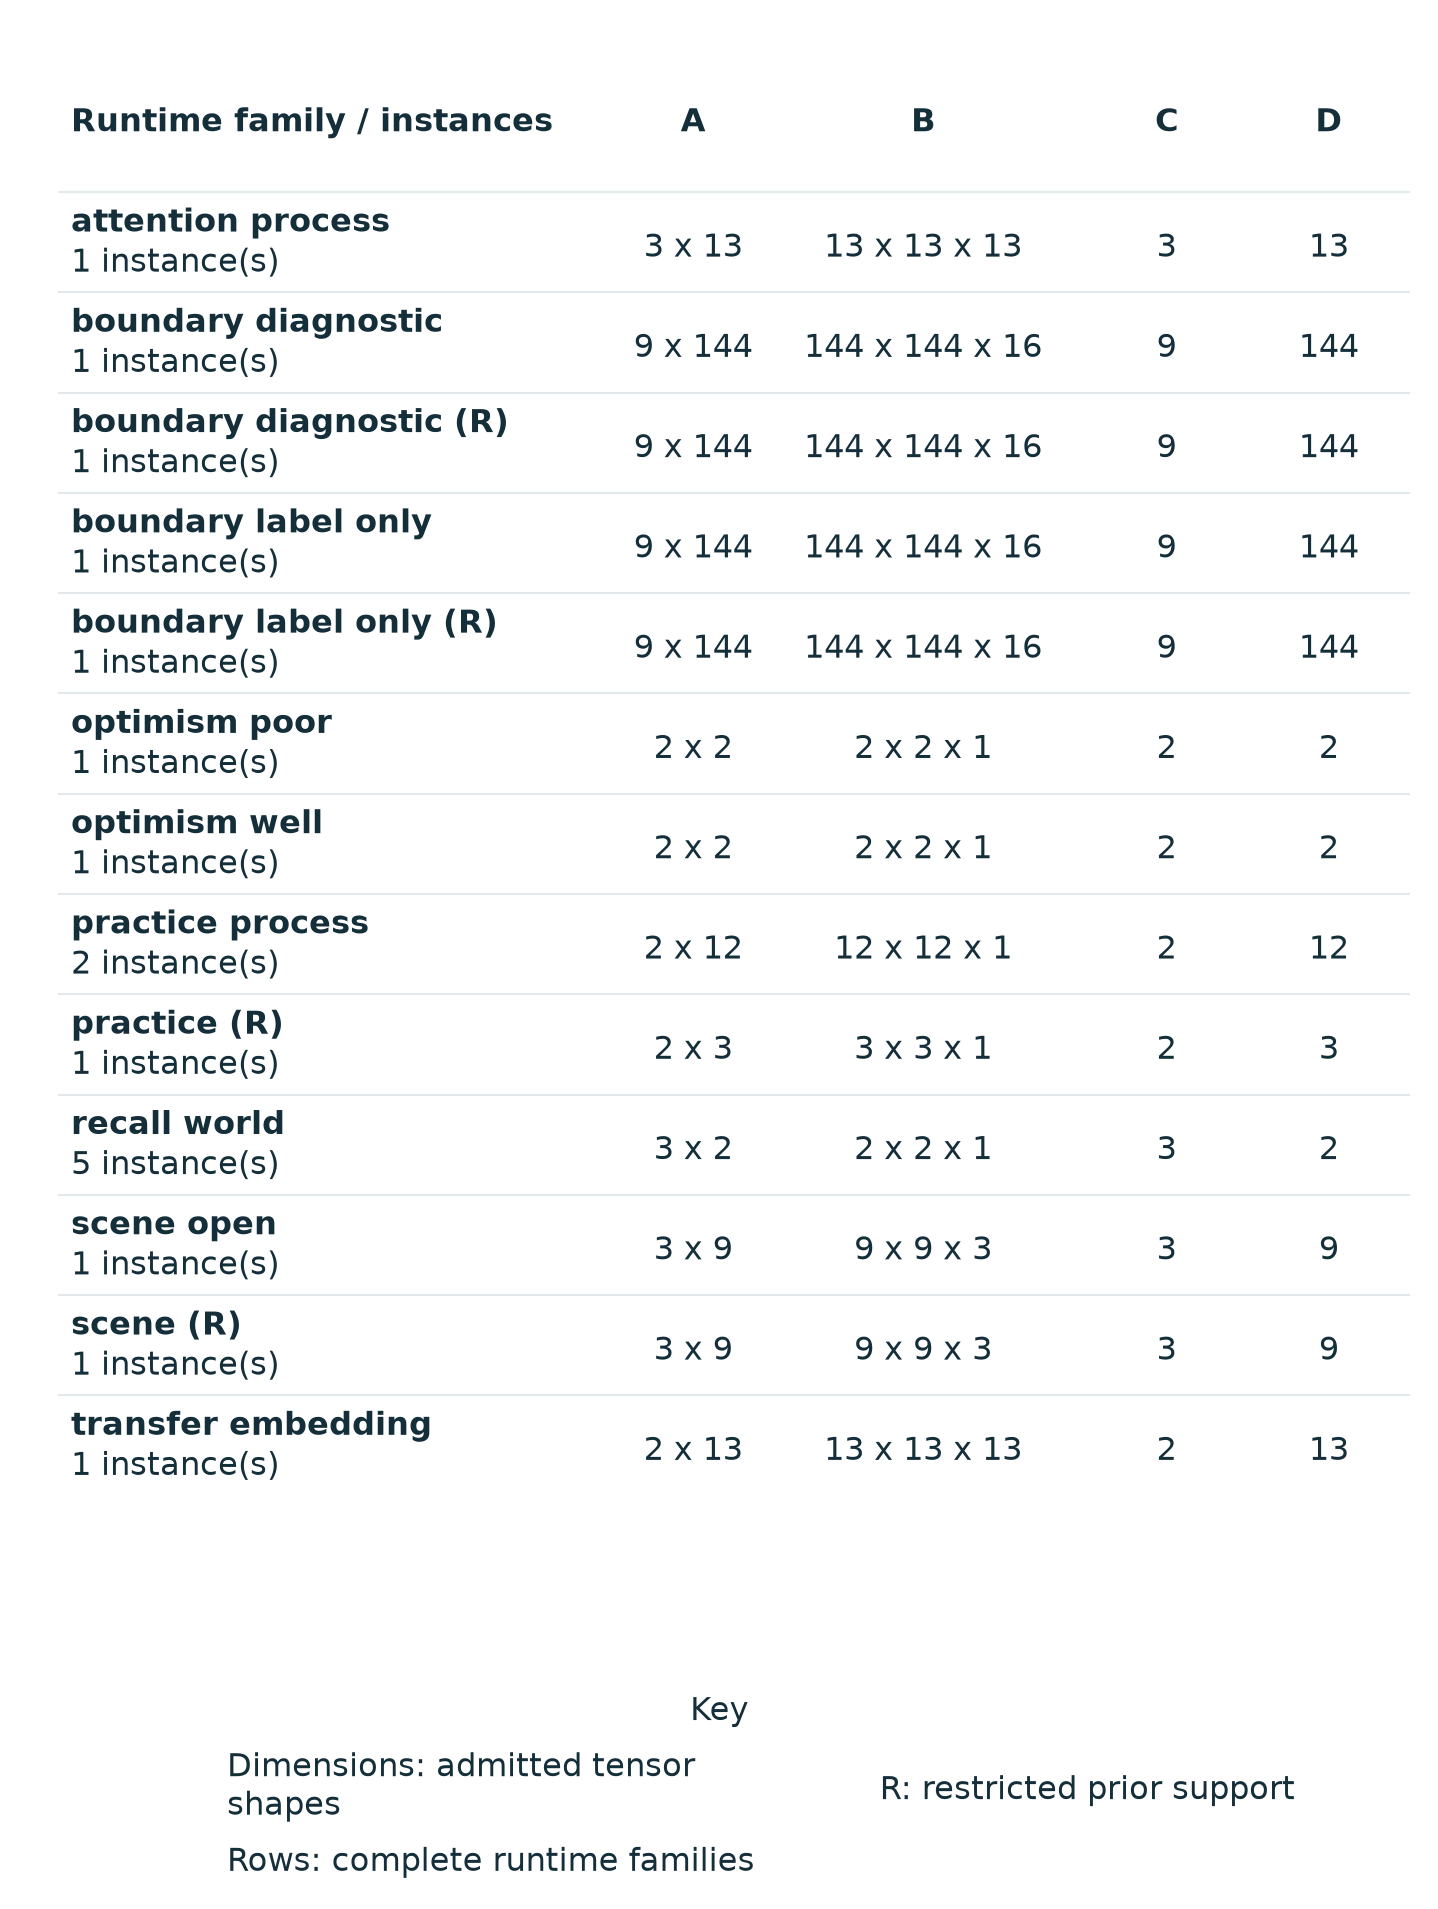 Runtime family / instances A B C D
attention process
1 instance(s) 3 x 13 13 x 13 x 13 3 13
boundary diagnostic
1 instance(s) 9 x 144 144 x 144 x 16 9 144
boundary diagnostic (R)
1 instance(s) 9 x 144 144 x 144 x 16 9 144
boundary label only
1 instance(s) 9 x 144 144 x 144 x 16 9 144
boundary label only (R)
1 instance(s) 9 x 144 144 x 144 x 16 9 144
optimism poor
1 instance(s) 2 x 2 2 x 2 x 1 2 2
optimism well
1 instance(s) 2 x 2 2 x 2 x 1 2 2
practice process
2 instance(s) 2 x 12 12 x 12 x 1 2 12
practice (R)
1 instance(s) 2 x 3 3 x 3 x 1 2 3
recall world
5 instance(s) 3 x 2 2 x 2 x 1 3 2
scene open
1 instance(s) 3 x 9 9 x 9 x 3 3 9
scene (R)
1 instance(s) 3 x 9 9 x 9 x 3 3 9
transfer embedding
1 instance(s) 2 x 13 13 x 13 x 13 2 13
Key
Dimensions: admitted tensor
shapes
R: restricted prior support
Rows: complete runtime families